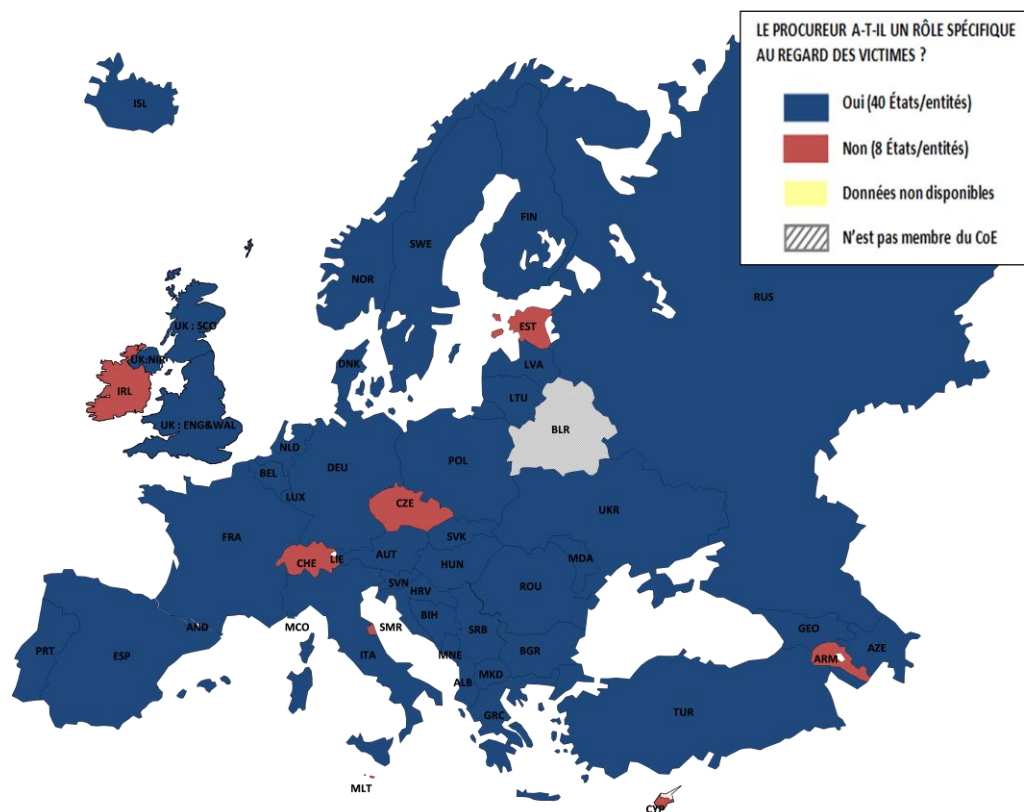 LE PROCUREUR A-T-IL UN RÔLE SPÉCIFIQUE
AU REGARD DES VICTIMES ?
Oui (40 États/entités)
Non (8 États/entités)
Données non disponibles
N'est pas membre du CoE
ISL
FIN
SWE
NOR
RUS
EST
UK : SCO
UK:NIR
DNK
LVA
IRL
LTU
UK : ENG&WAL
BLR
NLD
POL
DEU
BEL
LUX
CZE
UKR
FRA
SVK
CHE
LIE
AUT
MDA
HUN
SVN
ROU
HRV
BIH
AND
MCO
SMR
SRB
GEO
PRT
ESP
ITA
MNE
BGR
AZE
ARM
MKD
ALB
GRC
TUR
MLT
CYP